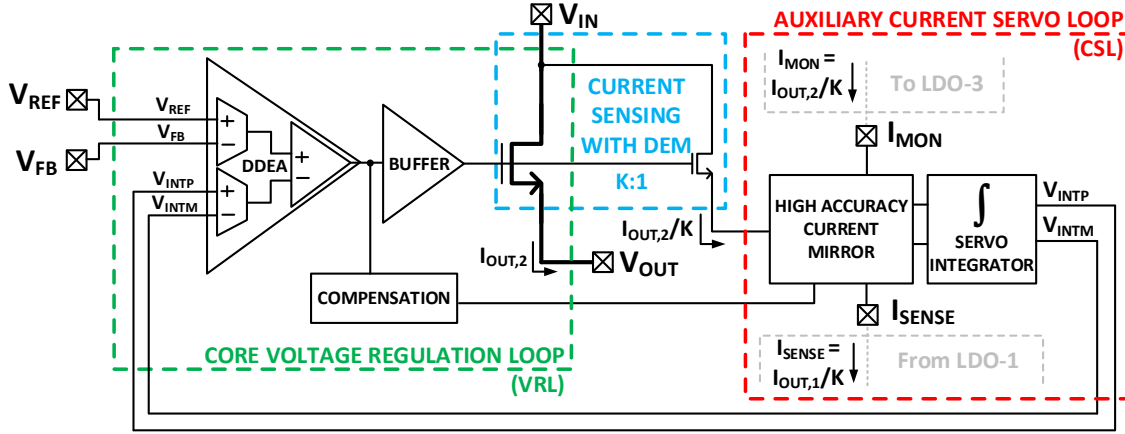 AUXILIARY CURRENT SERVO LOOP
(CSL)
V_IN
I_MON =
I_OUT,2/K
To LDO-3
CURRENT
SENSING
WITH DEM
K:1
V_REF
V_REF
V_FB
V_FB
V_INTP
V_INTM
+
−
+
−
DDEA
+
−
BUFFER
I_MON
HIGH ACCURACY
CURRENT
MIRROR
∫
SERVO
INTEGRATOR
V_INTP
V_INTM
I_OUT,2/K
I_OUT,2
V_OUT
COMPENSATION
I_SENSE
I_SENSE =
I_OUT,1/K
From LDO-1
CORE VOLTAGE REGULATION LOOP
(VRL)